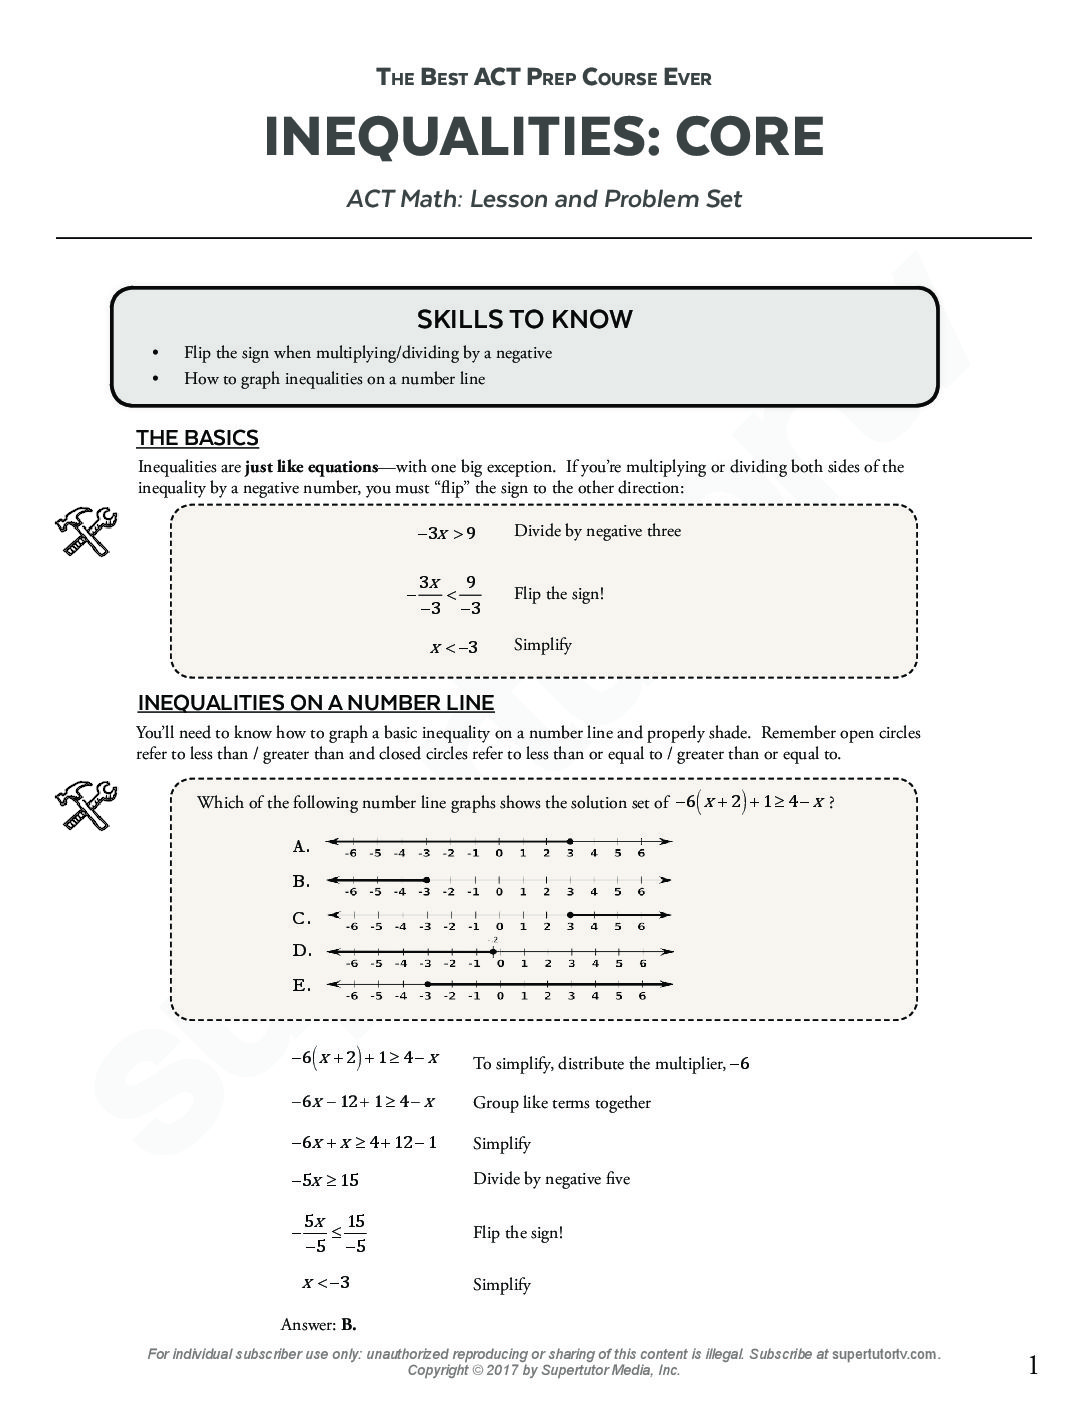 THE BEST ACT PREP COURSE EVER
INEQUALITIES: CORE
ACT Math: Lesson and Problem Set
SKILLS TO KNOW
• Flip the sign when multiplying/dividing by a negative
• How to graph inequalities on a number line
THE BASICS
Inequalities are just like equations—with one big exception. If you're multiplying or dividing both sides of the
inequality by a negative number, you must “flip” the sign to the other direction:
−3x > 9 Divide by negative three
−3x/−3 < 9/−3 Flip the sign!
x < −3 Simplify
INEQUALITIES ON A NUMBER LINE
You'll need to know how to graph a basic inequality on a number line and properly shade. Remember open circles
refer to less than / greater than and closed circles refer to less than or equal to / greater than or equal to.
Which of the following number line graphs shows the solution set of −6(x+2)+1≥4−x ?
A. -6 -5 -4 -3 -2 -1 0 1 2 3 4 5 6
B. -6 -5 -4 -3 -2 -1 0 1 2 3 4 5 6
C. -6 -5 -4 -3 -2 -1 0 1 2 3 4 5 6
D. -6 -5 -4 -3 -2 -1 0 1 2 3 4 5 6
E. -6 -5 -4 -3 -2 -1 0 1 2 3 4 5 6
−6(x+2)+1≥4−x To simplify, distribute the multiplier, −6
−6x−12+1≥4−x Group like terms together
−6x+x≥4+12−1 Simplify
−5x≥15 Divide by negative five
−5x/−5 ≤ 15/−5 Flip the sign!
x<−3 Simplify
Answer: B.
For individual subscriber use only: unauthorized reproducing or sharing of this content is illegal. Subscribe at supertutortv.com.
Copyright © 2017 by Supertutor Media, Inc.
1